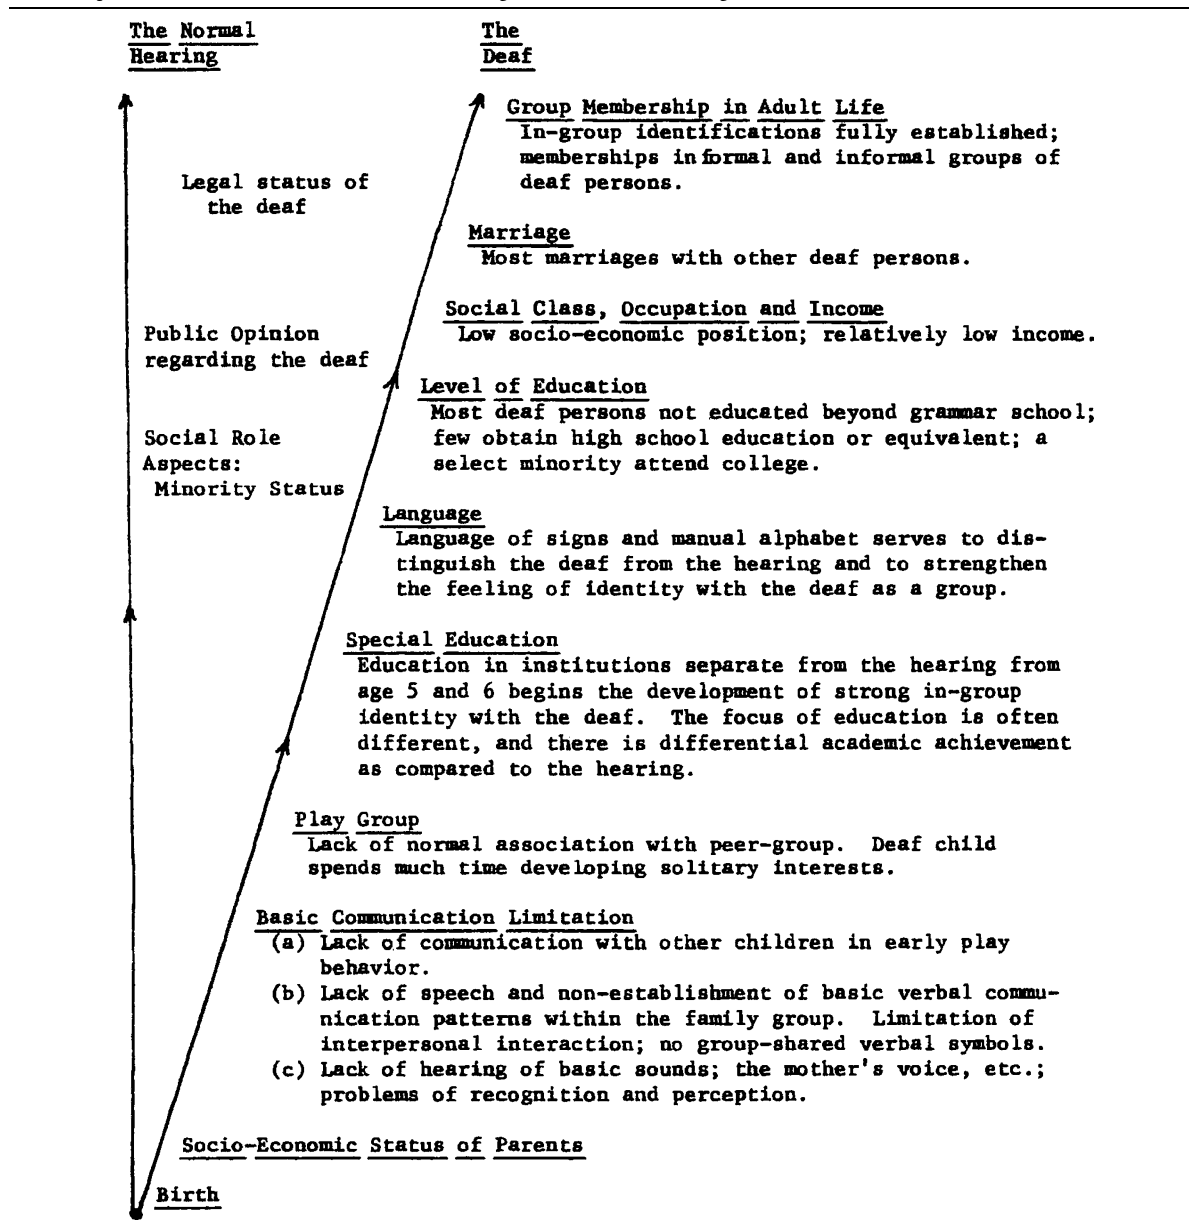 The Normal
Hearing
The
Deaf
Group Membership in Adult Life
In-group identifications fully established;
memberships in formal and informal groups of
deaf persons.
Legal status of
the deaf
Marriage
Most marriages with other deaf persons.
Social Class, Occupation and Income
Low socio-economic position; relatively low income.
Public Opinion
regarding the deaf
Level of Education
Most deaf persons not educated beyond grammar school;
few obtain high school education or equivalent; a
select minority attend college.
Social Role
Aspects:
Minority Status
Language
Language of signs and manual alphabet serves to dis-
tinguish the deaf from the hearing and to strengthen
the feeling of identity with the deaf as a group.
Special Education
Education in institutions separate from the hearing from
age 5 and 6 begins the development of strong in-group
identity with the deaf. The focus of education is often
different, and there is differential academic achievement
as compared to the hearing.
Play Group
Lack of normal association with peer-group. Deaf child
spends much time developing solitary interests.
Basic Communication Limitation
(a) Lack of communication with other children in early play
behavior.
(b) Lack of speech and non-establishment of basic verbal commu-
nication patterns within the family group. Limitation of
interpersonal interaction; no group-shared verbal symbols.
(c) Lack of hearing of basic sounds; the mother's voice, etc.;
problems of recognition and perception.
Socio-Economic Status of Parents
Birth